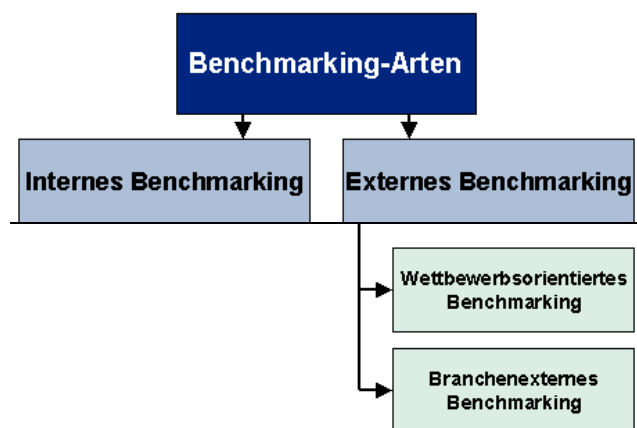 Benchmarking-Arten
Internes Benchmarking
Externes Benchmarking
Wettbewerbsorientiertes
Benchmarking
Branchenexternes
Benchmarking